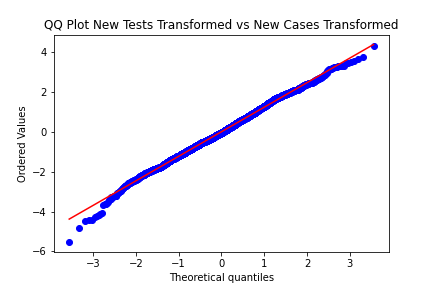 QQ Plot New Tests Transformed vs New Cases Transformed
4
2
0
−2
−4
−6
Ordered Values
−3 −2 −1 0 1 2 3
Theoretical quantiles